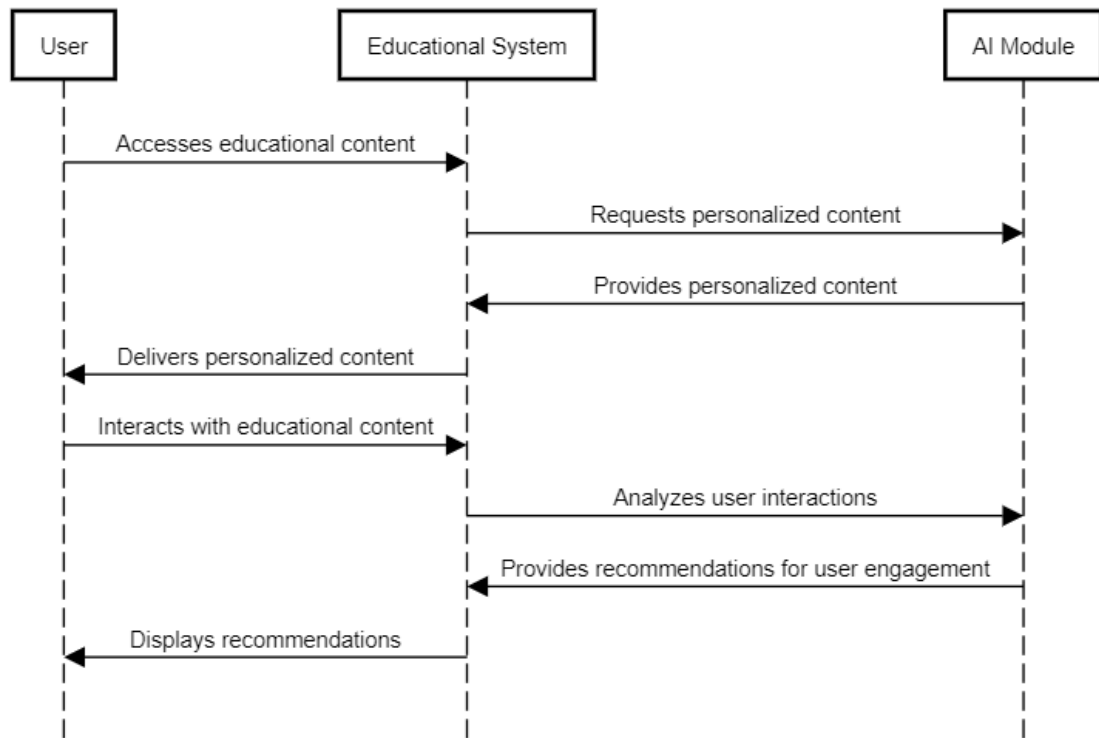 User
Educational System
AI Module
Accesses educational content
Requests personalized content
Provides personalized content
Delivers personalized content
Interacts with educational content
Analyzes user interactions
Provides recommendations for user engagement
Displays recommendations